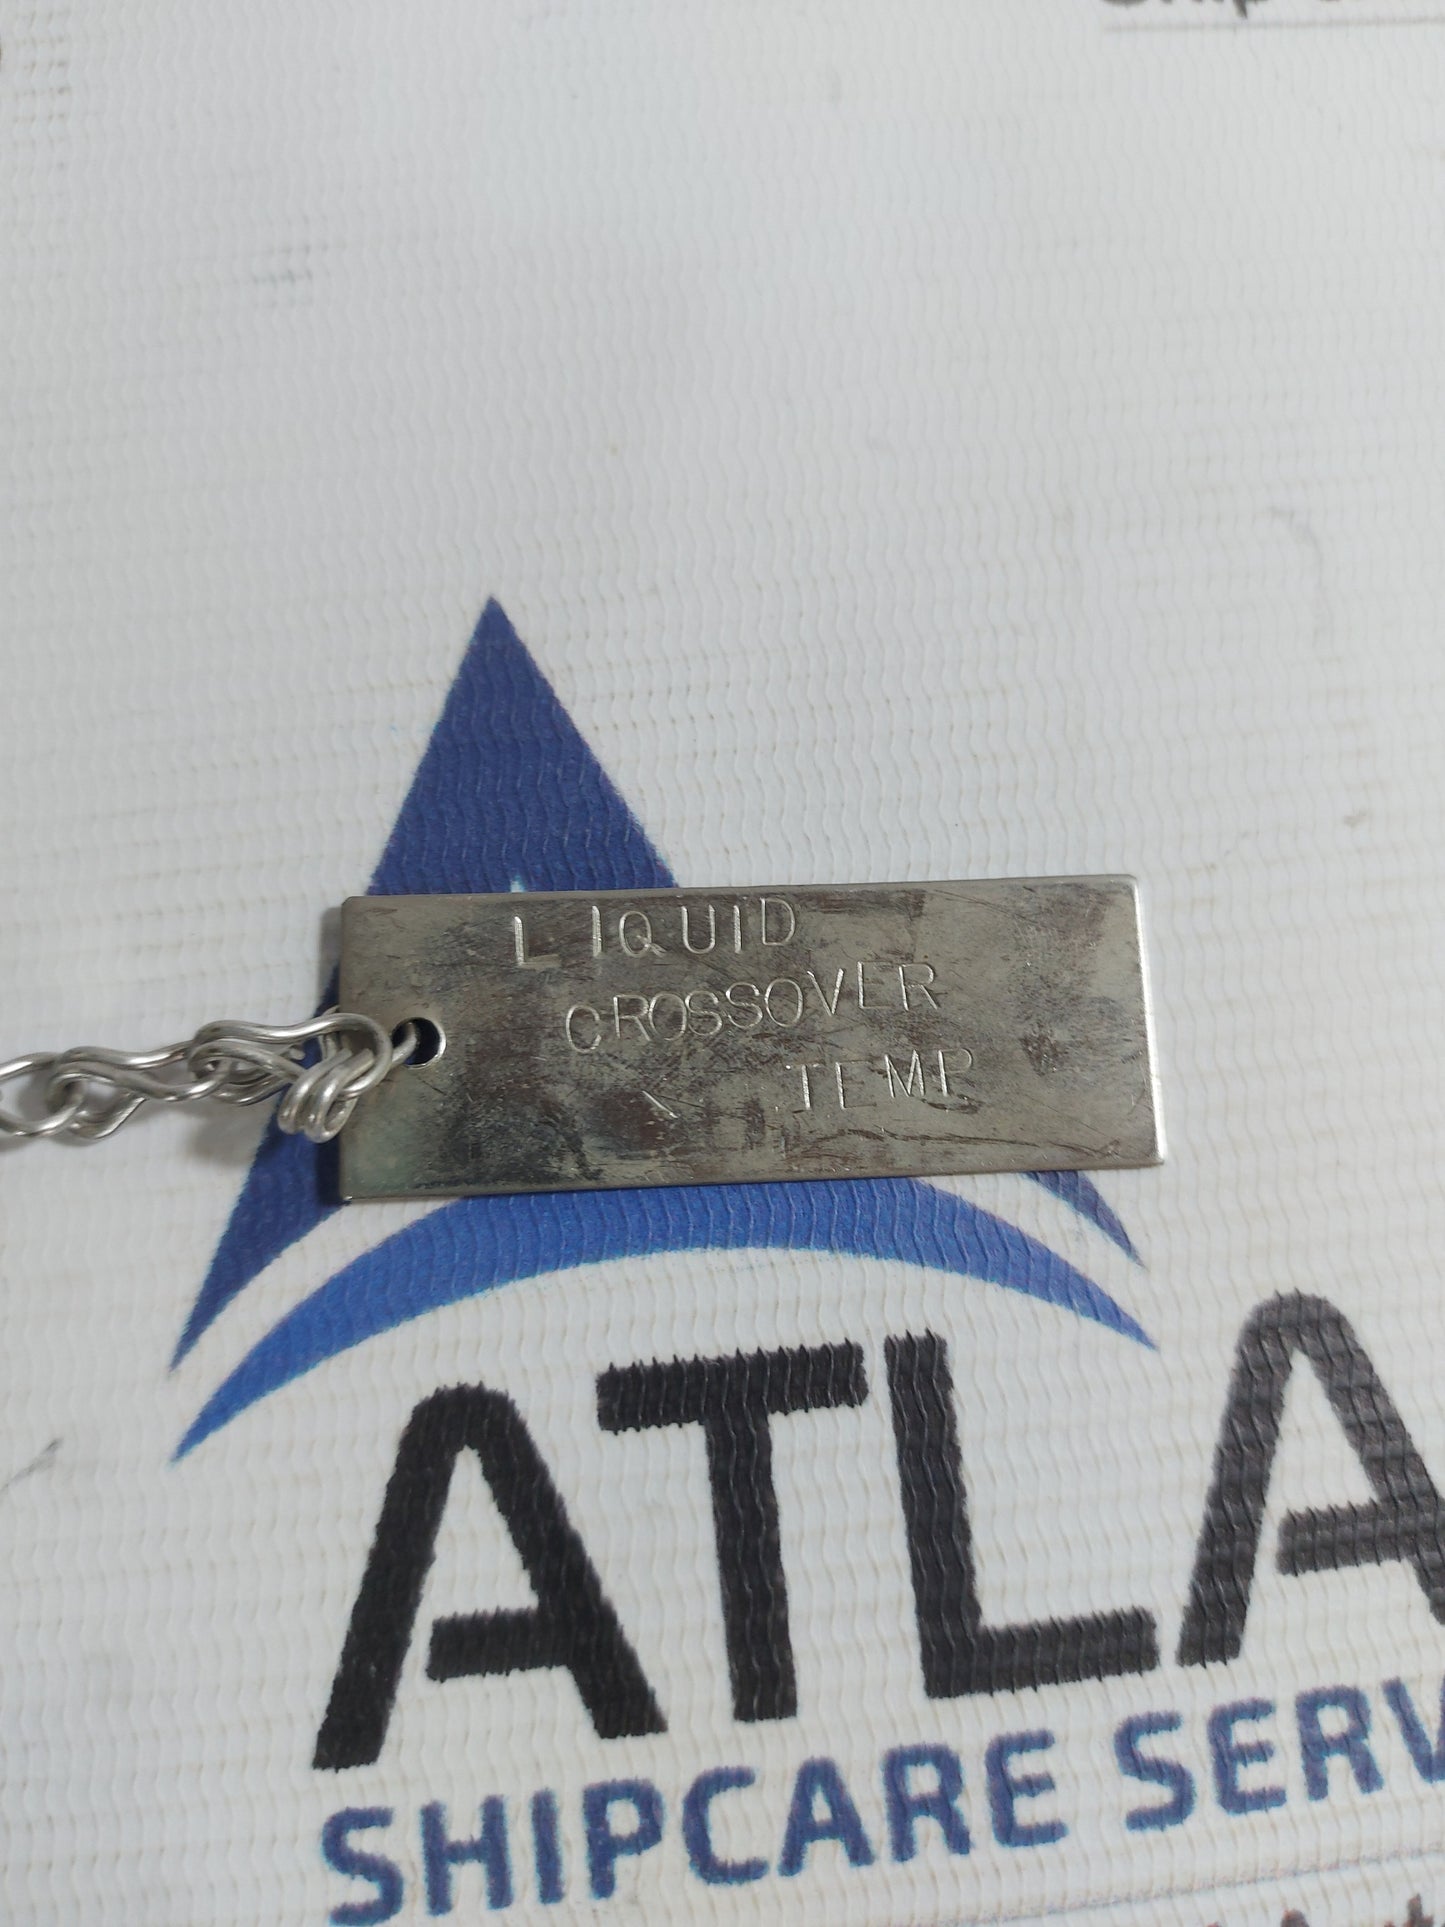 LIQUID
CROSSOVER
TEMP
ATLA
SHIPCARE SERV